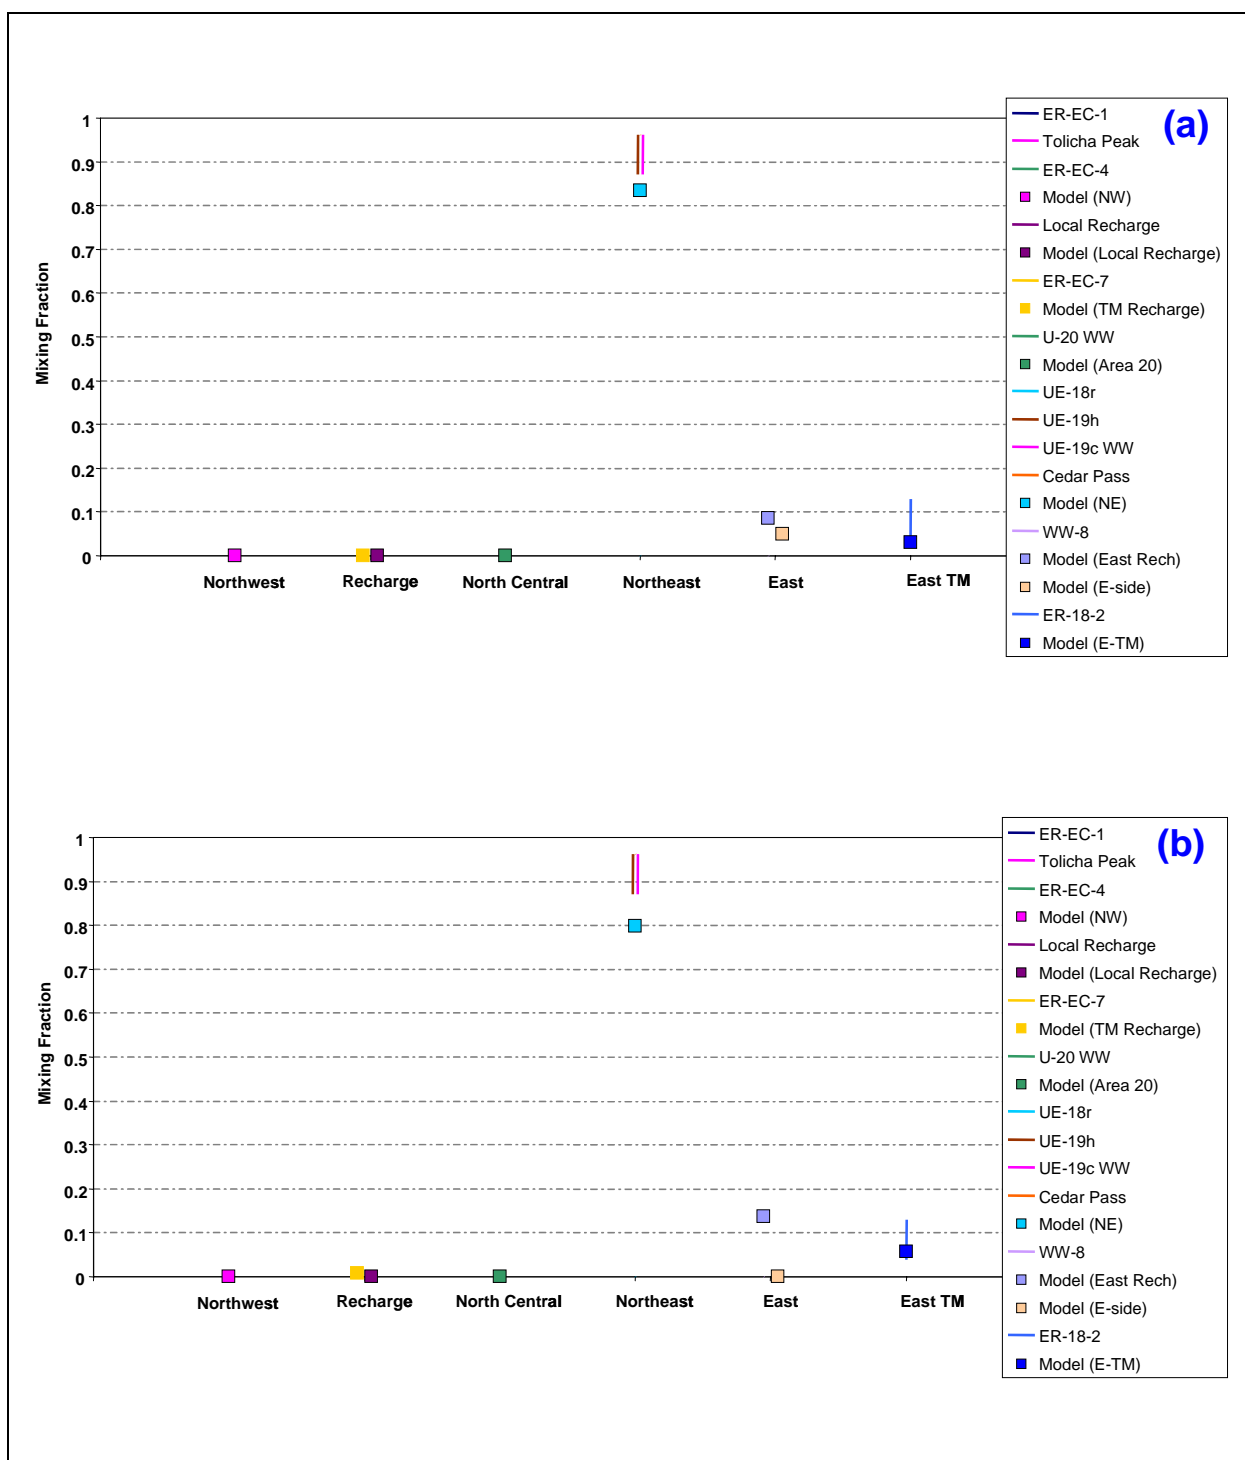 (a)
Mixing Fraction
1
0.9
0.8
0.7
0.6
0.5
0.4
0.3
0.2
0.1
0
Northwest
Recharge
North Central
Northeast
East
East TM
ER-EC-1
Tolicha Peak
ER-EC-4
Model (NW)
Local Recharge
Model (Local Recharge)
ER-EC-7
Model (TM Recharge)
U-20 WW
Model (Area 20)
UE-18r
UE-19h
UE-19c WW
Cedar Pass
Model (NE)
WW-8
Model (East Rech)
Model (E-side)
ER-18-2
Model (E-TM)
(b)
Mixing Fraction
1
0.9
0.8
0.7
0.6
0.5
0.4
0.3
0.2
0.1
0
Northwest
Recharge
North Central
Northeast
East
East TM
ER-EC-1
Tolicha Peak
ER-EC-4
Model (NW)
Local Recharge
Model (Local Recharge)
ER-EC-7
Model (TM Recharge)
U-20 WW
Model (Area 20)
UE-18r
UE-19h
UE-19c WW
Cedar Pass
Model (NE)
WW-8
Model (East Rech)
Model (E-side)
ER-18-2
Model (E-TM)